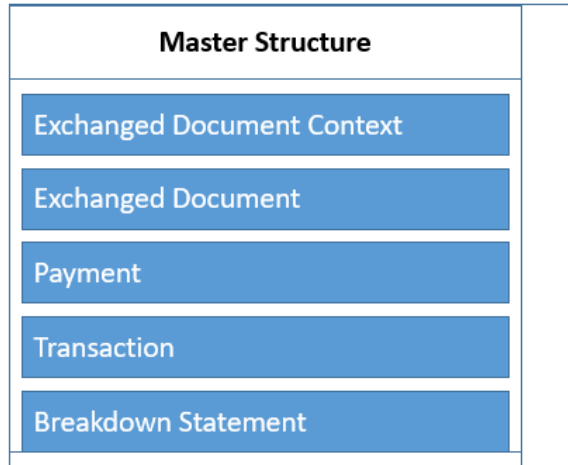 Master Structure
Exchanged Document Context
Exchanged Document
Payment
Transaction
Breakdown Statement